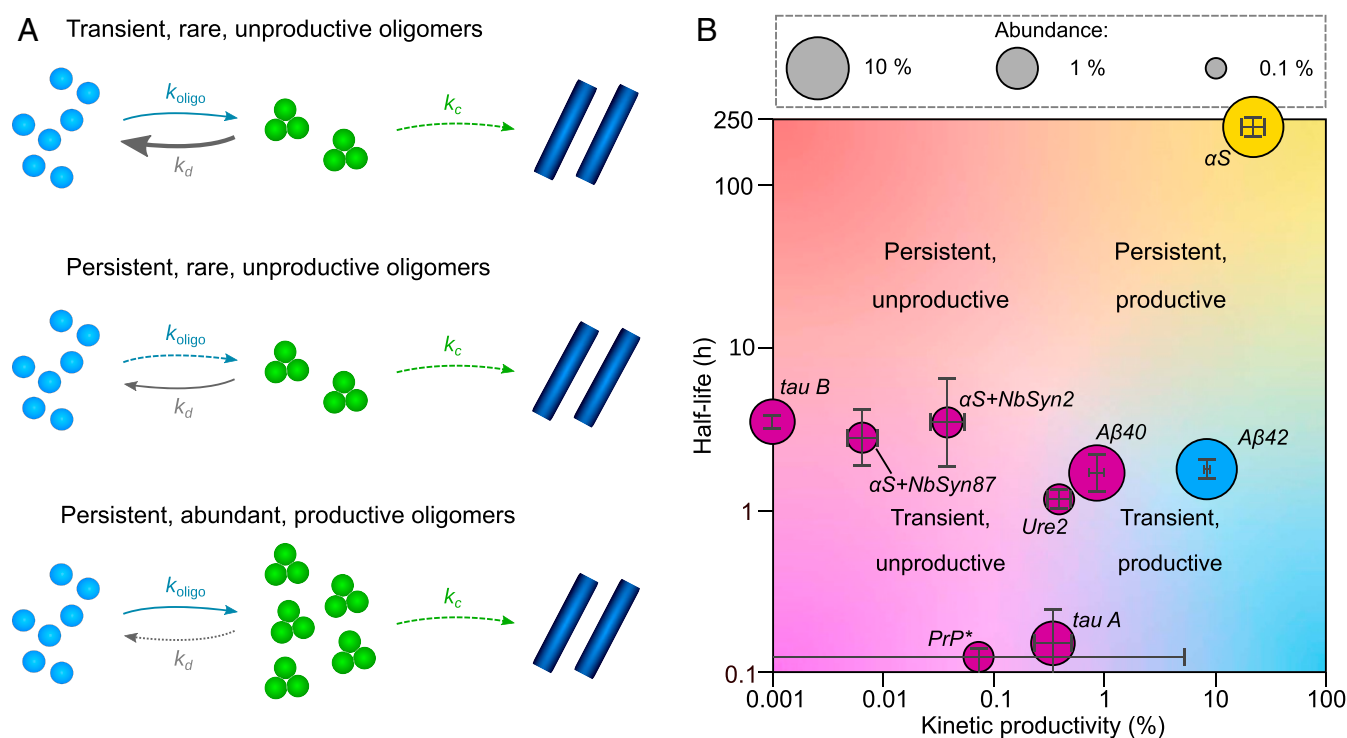 A
Transient, rare, unproductive oligomers
k_oligo
k_c
k_d
Persistent, rare, unproductive oligomers
k_oligo
k_c
k_d
Persistent, abundant, productive oligomers
k_oligo
k_c
k_d
B
Abundance:
10 %
1 %
0.1 %
250
100
10
1
0.1
Half-life (h)
αS
Persistent,
unproductive
Persistent,
productive
tau B
αS+NbSyn2
αS+NbSyn87
Aβ40
Aβ42
Ure2
Transient,
unproductive
Transient,
productive
PrP*
tau A
0.001
0.01
0.1
1
10
100
Kinetic productivity (%)